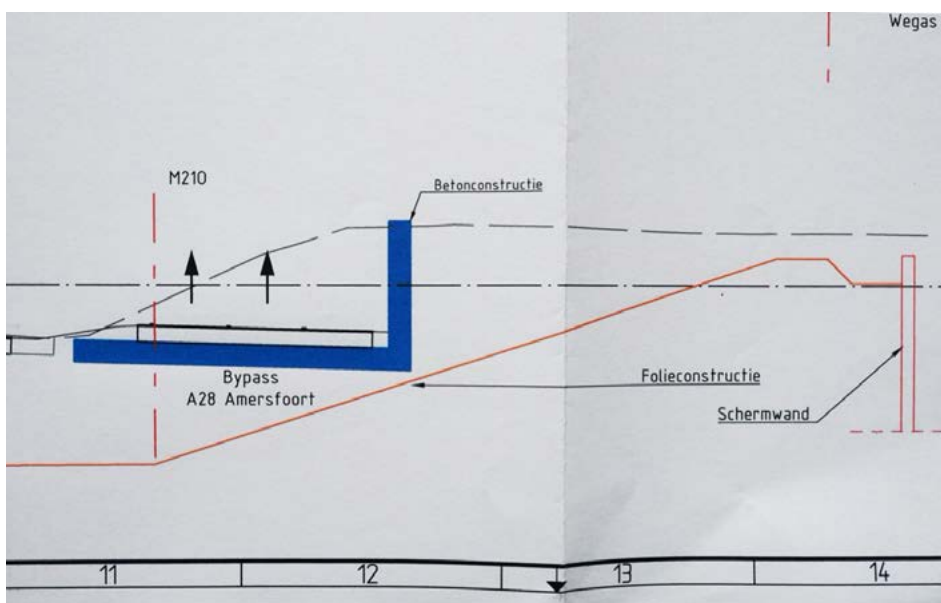 Wegas
M210
Betonconstructie
Bypass
A28 Amersfoort
Folieconstructie
Schermwand
11
12
13
14